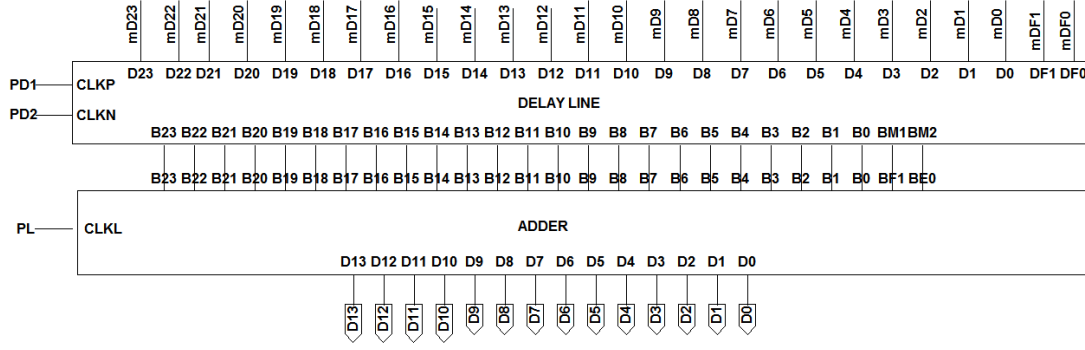 mD23 mD22 mD21 mD20 mD19 mD18 mD17 mD16 mD15 mD14 mD13 mD12 mD11 mD10 mD9 mD8 mD7 mD6 mD5 mD4 mD3 mD2 mD1 mD0 mDF1 mDF0
D23 D22 D21 D20 D19 D18 D17 D16 D15 D14 D13 D12 D11 D10 D9 D8 D7 D6 D5 D4 D3 D2 D1 D0 DF1 DF0
PD1 CLKP
DELAY LINE
PD2 CLKN
B23 B22 B21 B20 B19 B18 B17 B16 B15 B14 B13 B12 B11 B10 B9 B8 B7 B6 B5 B4 B3 B2 B1 B0 BM1 BM2
B23 B22 B21 B20 B19 B18 B17 B16 B15 B14 B13 B12 B11 B10 B9 B8 B7 B6 B5 B4 B3 B2 B1 B0 BF1 BE0
PL CLKL ADDER
D13 D12 D11 D10 D9 D8 D7 D6 D5 D4 D3 D2 D1 D0
D13 D12 D11 D10 D9 D8 D7 D6 D5 D4 D3 D2 D1 D0